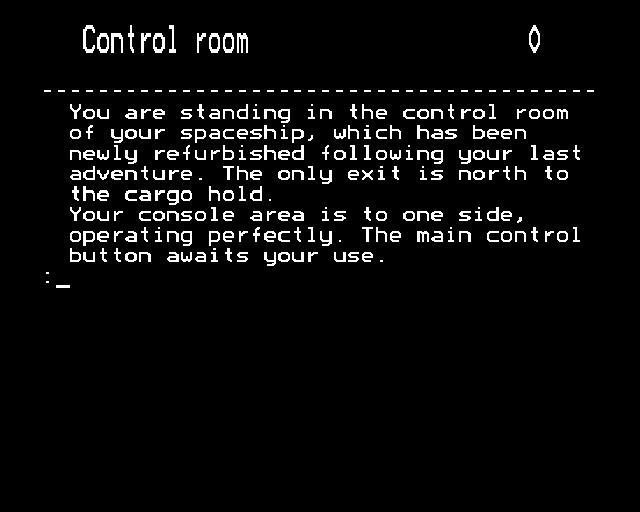 Control room 0
-----------------------------------------
You are standing in the control room
of your spaceship, which has been
newly refurbished following your last
adventure. The only exit is north to
the cargo hold.
Your console area is to one side,
operating perfectly. The main control
button awaits your use.
:_